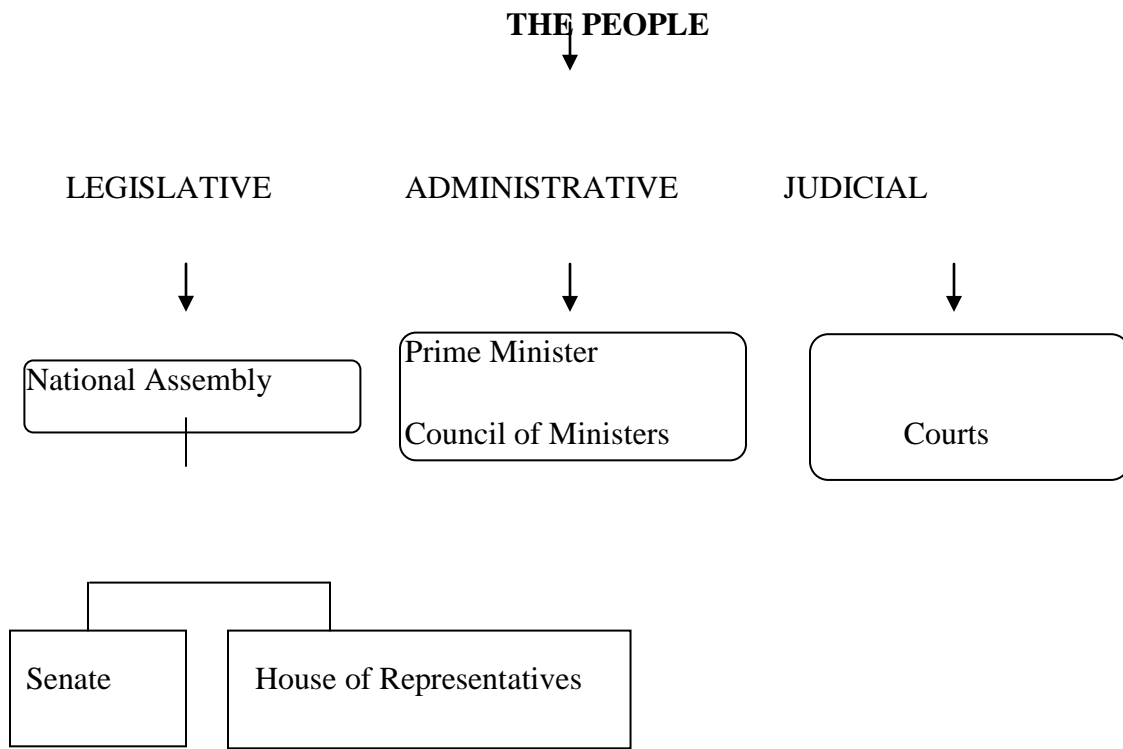 THE PEOPLE
LEGISLATIVE ADMINISTRATIVE JUDICIAL
National Assembly
Prime Minister
Council of Ministers
Courts
Senate
House of Representatives